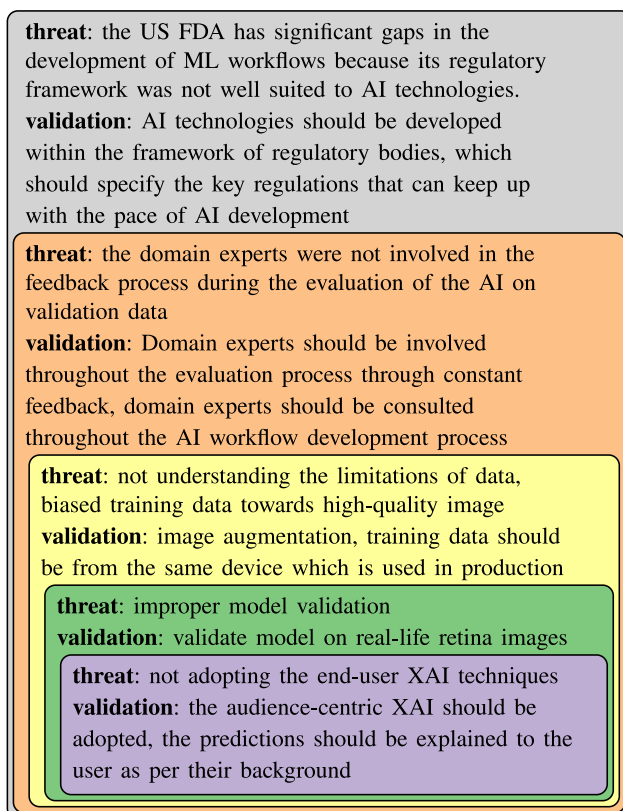 threat: the US FDA has significant gaps in the
development of ML workflows because its regulatory
framework was not well suited to AI technologies.
validation: AI technologies should be developed
within the framework of regulatory bodies, which
should specify the key regulations that can keep up
with the pace of AI development
threat: the domain experts were not involved in the
feedback process during the evaluation of the AI on
validation data
validation: Domain experts should be involved
throughout the evaluation process through constant
feedback, domain experts should be consulted
throughout the AI workflow development process
threat: not understanding the limitations of data,
biased training data towards high-quality image
validation: image augmentation, training data should
be from the same device which is used in production
threat: improper model validation
validation: validate model on real-life retina images
threat: not adopting the end-user XAI techniques
validation: the audience-centric XAI should be
adopted, the predictions should be explained to the
user as per their background